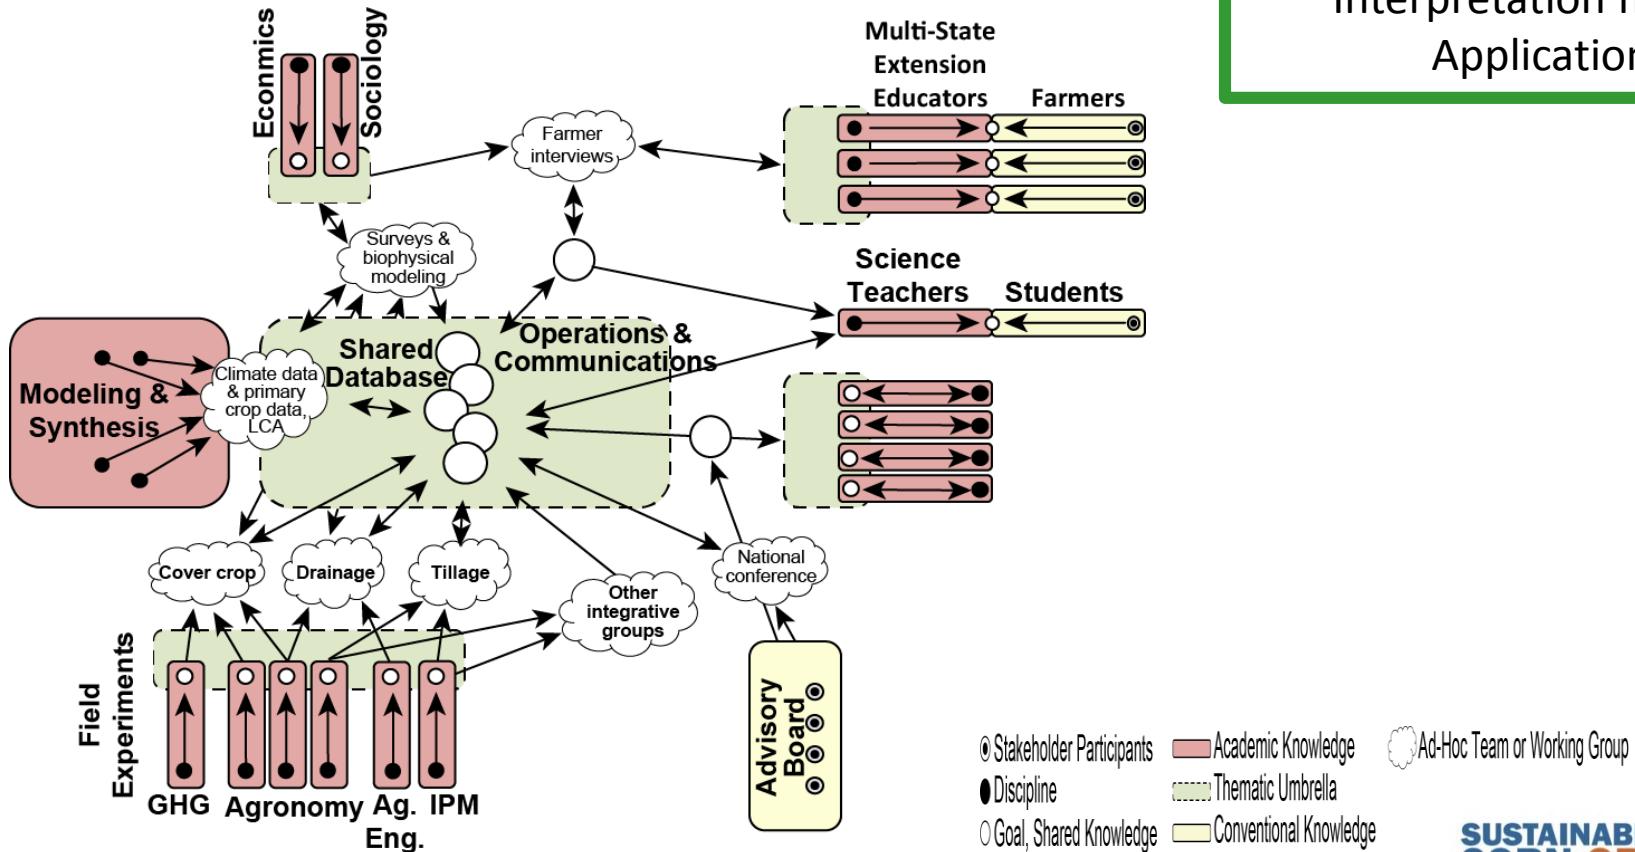 Application
Econmics
Sociology
Multi-State
Extension
Educators
Farmers
Farmer
interviews
Surveys &
biophysical
modeling
Science
Teachers
Students
Shared
Database
Operations &
Communications
Modeling &
Synthesis
Climate data
& primary
crop data,
LCA
Cover crop
Drainage
Tillage
National
conference
Other
integrative
groups
Field
Experiments
GHG
Agronomy
Ag.
Eng.
IPM
Advisory
Board
Stakeholder Participants
Discipline
Goal, Shared Knowledge
Academic Knowledge
Thematic Umbrella
Conventional Knowledge
Ad-Hoc Team or Working Group